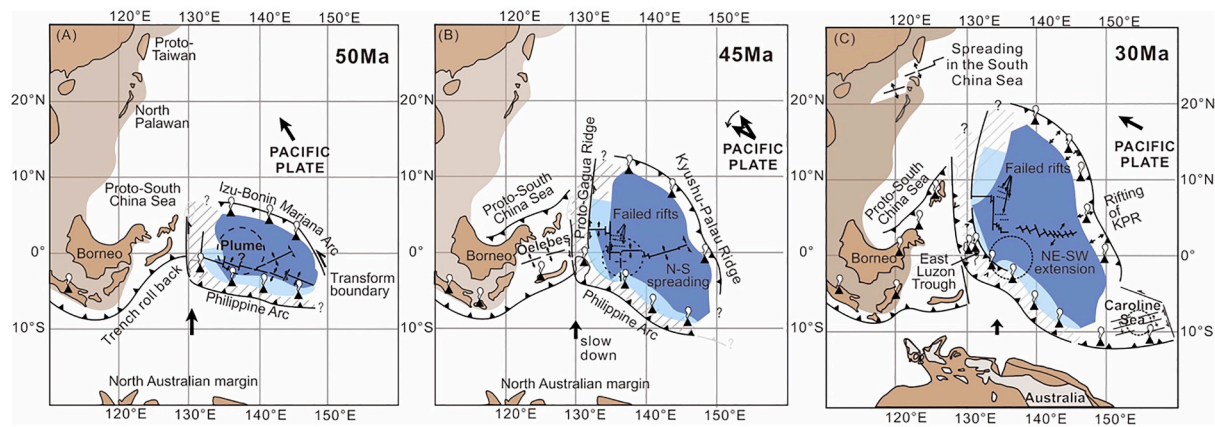 120°E 130°E 140°E 150°E
(A)
50Ma
Proto-
Taiwan
20°N
North
Palawan
PACIFIC
PLATE
10°N
Proto-South
China Sea
?
Izu-Bonin Mariana Arc
Plume
?
0°
Borneo
Transform
boundary
Trench roll back
Philippine Arc
?
10°S
North Australian margin
120°E 130°E 140°E 150°E
120°E 130°E 140°E 150°E
(B)
45Ma
20°N
PACIFIC
PLATE
Proto-Gagua Ridge
?
Kyushu-Palau Ridge
10°N
Proto-South
China Sea
Failed rifts
Celebes
0°
Borneo
N-S
spreading
Philippine Arc
?
10°S
slow
down
?
North Australian margin
120°E 130°E 140°E 150°E
120°E 130°E 140°E 150°E
(C)
30Ma
Spreading
in the South
China Sea
20°N
?
?
PACIFIC
PLATE
Proto-South
China Sea
Failed rifts
10°N
Rifting
of
KPR
Borneo
0°
East
Luzon
Trough
NE-SW
extension
Caroline
Sea
10°S
Australia
120°E 130°E 140°E 150°E